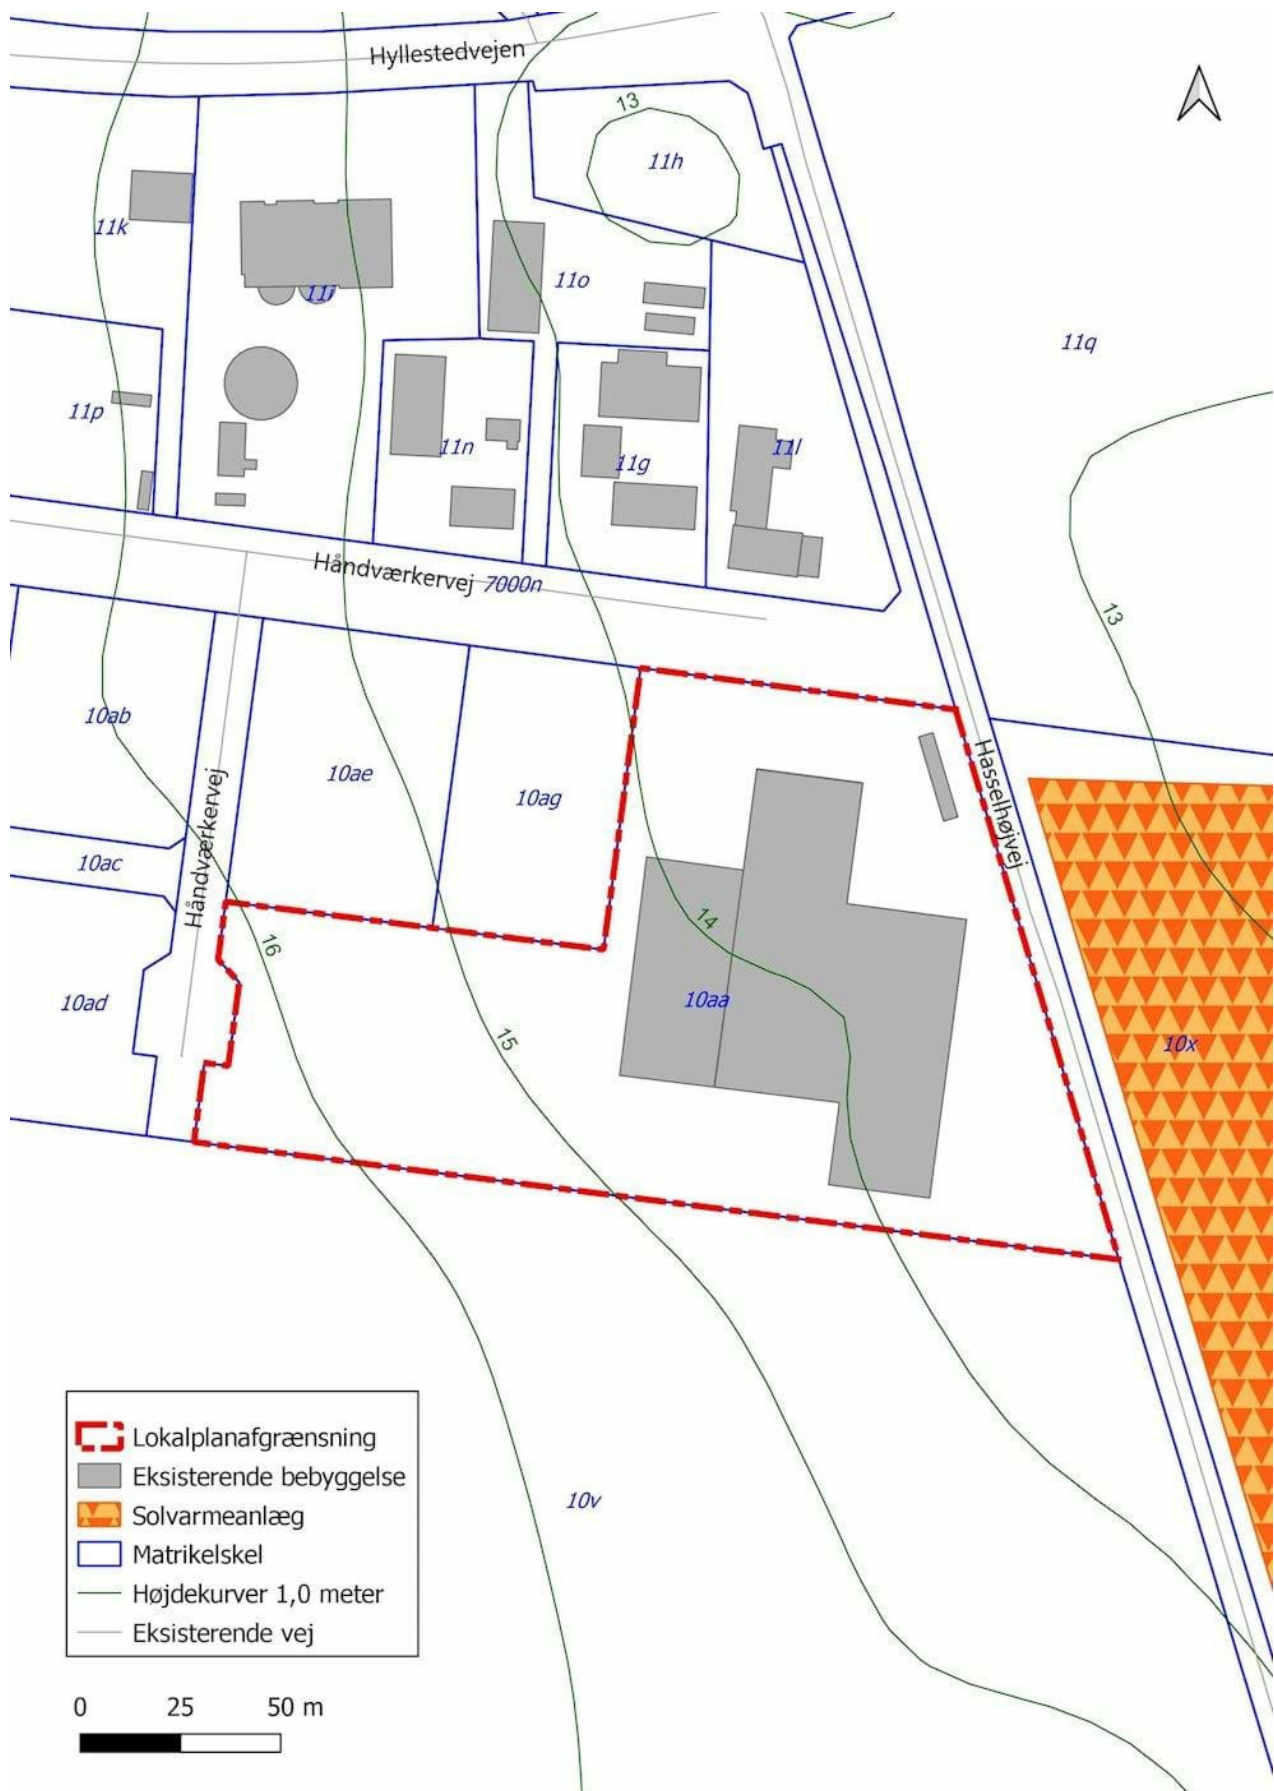 Hyllestedvejen
13
11h
11k
11o
11i
11q
11p
11n
11g
11l
Håndværkervej
7000n
13
10ab
10ae
10ag
Hasselhøjvej
Håndværkervej
10ac
14
16
10ad
10aa
15
10x
Lokalplanafgrænsning
Eksisterende bebyggelse
Solvarmeanlæg
Matrikelskel
Højdekurver 1,0 meter
Eksisterende vej
10v
0 25 50 m